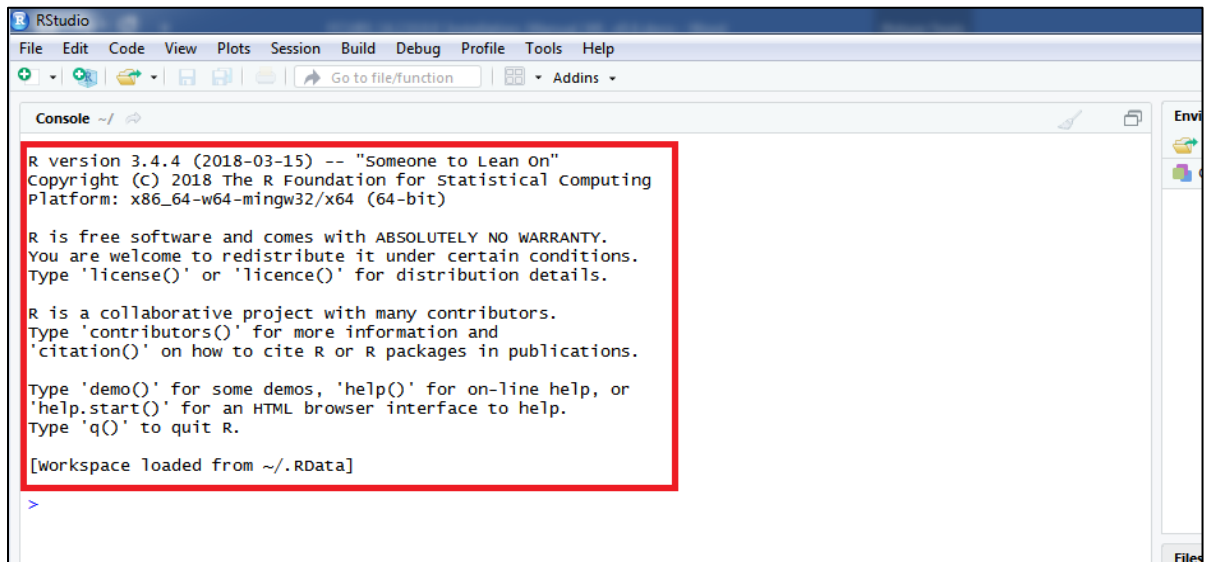 RStudio
File Edit Code View Plots Session Build Debug Profile Tools Help
Go to file/function Addins
Console ~/
Envi
R version 3.4.4 (2018-03-15) -- "Someone to Lean On"
Copyright (C) 2018 The R Foundation for Statistical Computing
Platform: x86_64-w64-mingw32/x64 (64-bit)
R is free software and comes with ABSOLUTELY NO WARRANTY.
You are welcome to redistribute it under certain conditions.
Type 'license()' or 'licence()' for distribution details.
R is a collaborative project with many contributors.
Type 'contributors()' for more information and
'citation()' on how to cite R or R packages in publications.
Type 'demo()' for some demos, 'help()' for on-line help, or
'help.start()' for an HTML browser interface to help.
Type 'q()' to quit R.
[Workspace loaded from ~/.RData]
>
Files